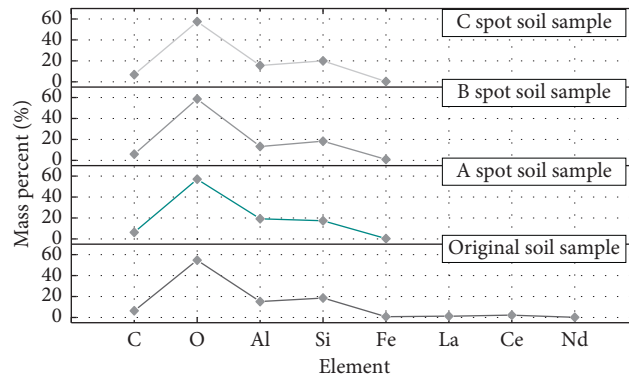 Mass percent (%)
60
40
20
0
C spot soil sample
60
40
20
0
B spot soil sample
60
40
20
0
A spot soil sample
60
40
20
0
Original soil sample
C O Al Si Fe La Ce Nd
Element